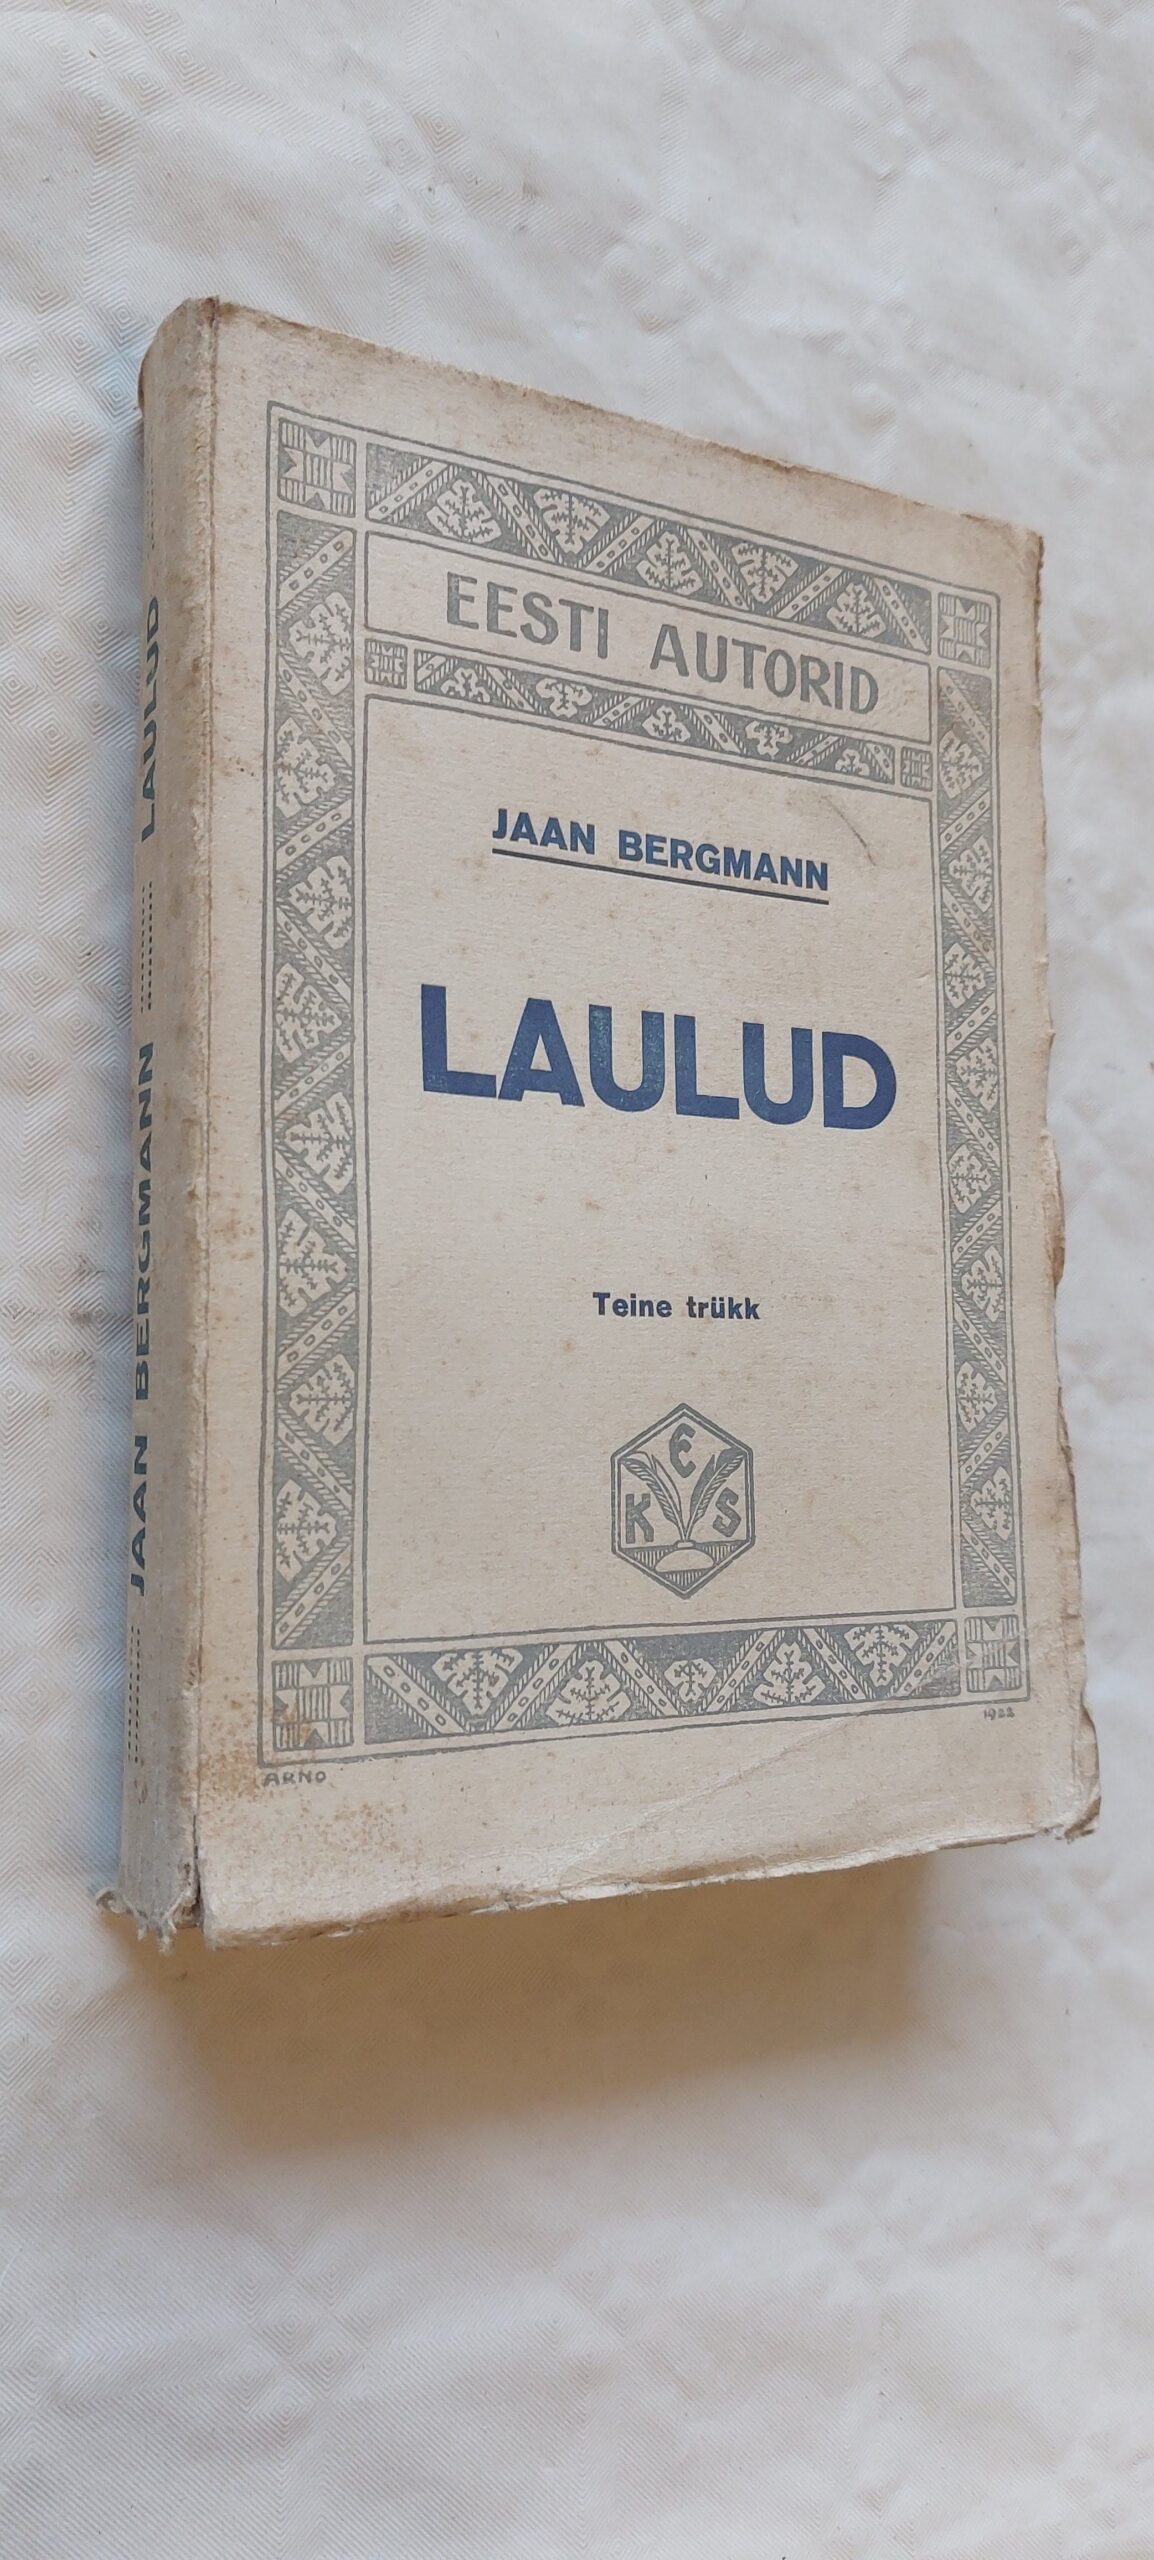 EESTI AUTORID
JAAN BERGMANN
LAULUD
Teine trükk
E
K S
ARNO
1922
JAAN BERGMANN LAULUD